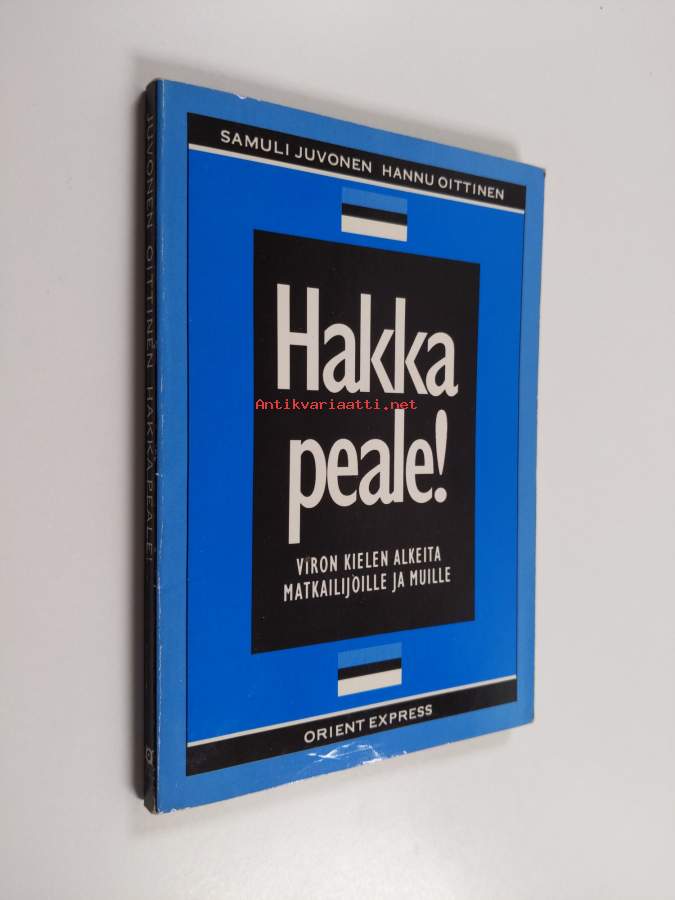 SAMULI JUVONEN HANNU OITTINEN
Hakka
Antikvariaatti.net
peale!
VIRON KIELEN ALKEITA
MATKAILIJOILLE JA MUILLE
ORIENT EXPRESS
JUVONEN OITTINEN HAKKA PEALE!